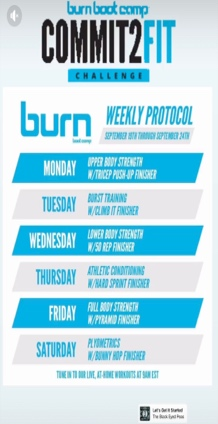 burn boot camp
COMMIT2FIT
CHALLENGE
burn
boot camp
WEEKLY PROTOCOL
SEPTEMBER 19TH THROUGH SEPTEMBER 24TH
MONDAY
UPPER BODY STRENGTH
W/TRICEP PUSH-UP FINISHER
TUESDAY
BURST TRAINING
W/CLIMB IT FINISHER
WEDNESDAY
LOWER BODY STRENGTH
W/50 REP FINISHER
THURSDAY
ATHLETIC CONDITIONING
W/HARD SPRINT FINISHER
FRIDAY
FULL BODY STRENGTH
W/PYRAMID FINISHER
SATURDAY
PLYOMETRICS
W/BUNNY HOP FINISHER
TUNE IN TO OUR LIVE, AT-HOME WORKOUTS AT 9AM EST
Let's Get It Started
The Black Eyed Peas